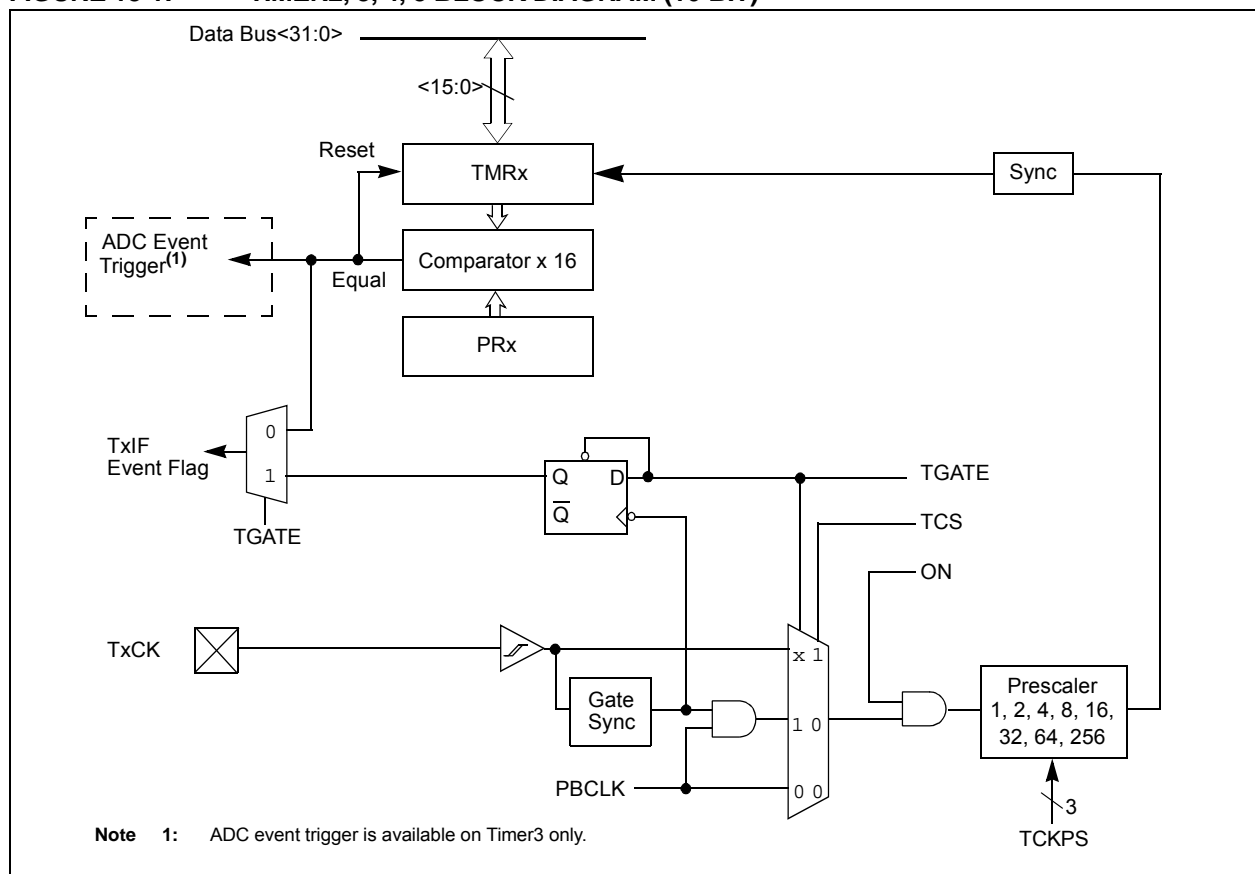 Data Bus<31:0>
<15:0>
Reset
TMRx
Sync
ADC Event
Trigger(1)
Equal
Comparator x 16
PRx
0
TxIF
Event Flag
1
Q D
Q
TGATE
TGATE
TCS
ON
TxCK
x 1
Gate
Sync
1 0
Prescaler
1, 2, 4, 8, 16,
32, 64, 256
PBCLK
0 0
3
TCKPS
Note 1: ADC event trigger is available on Timer3 only.